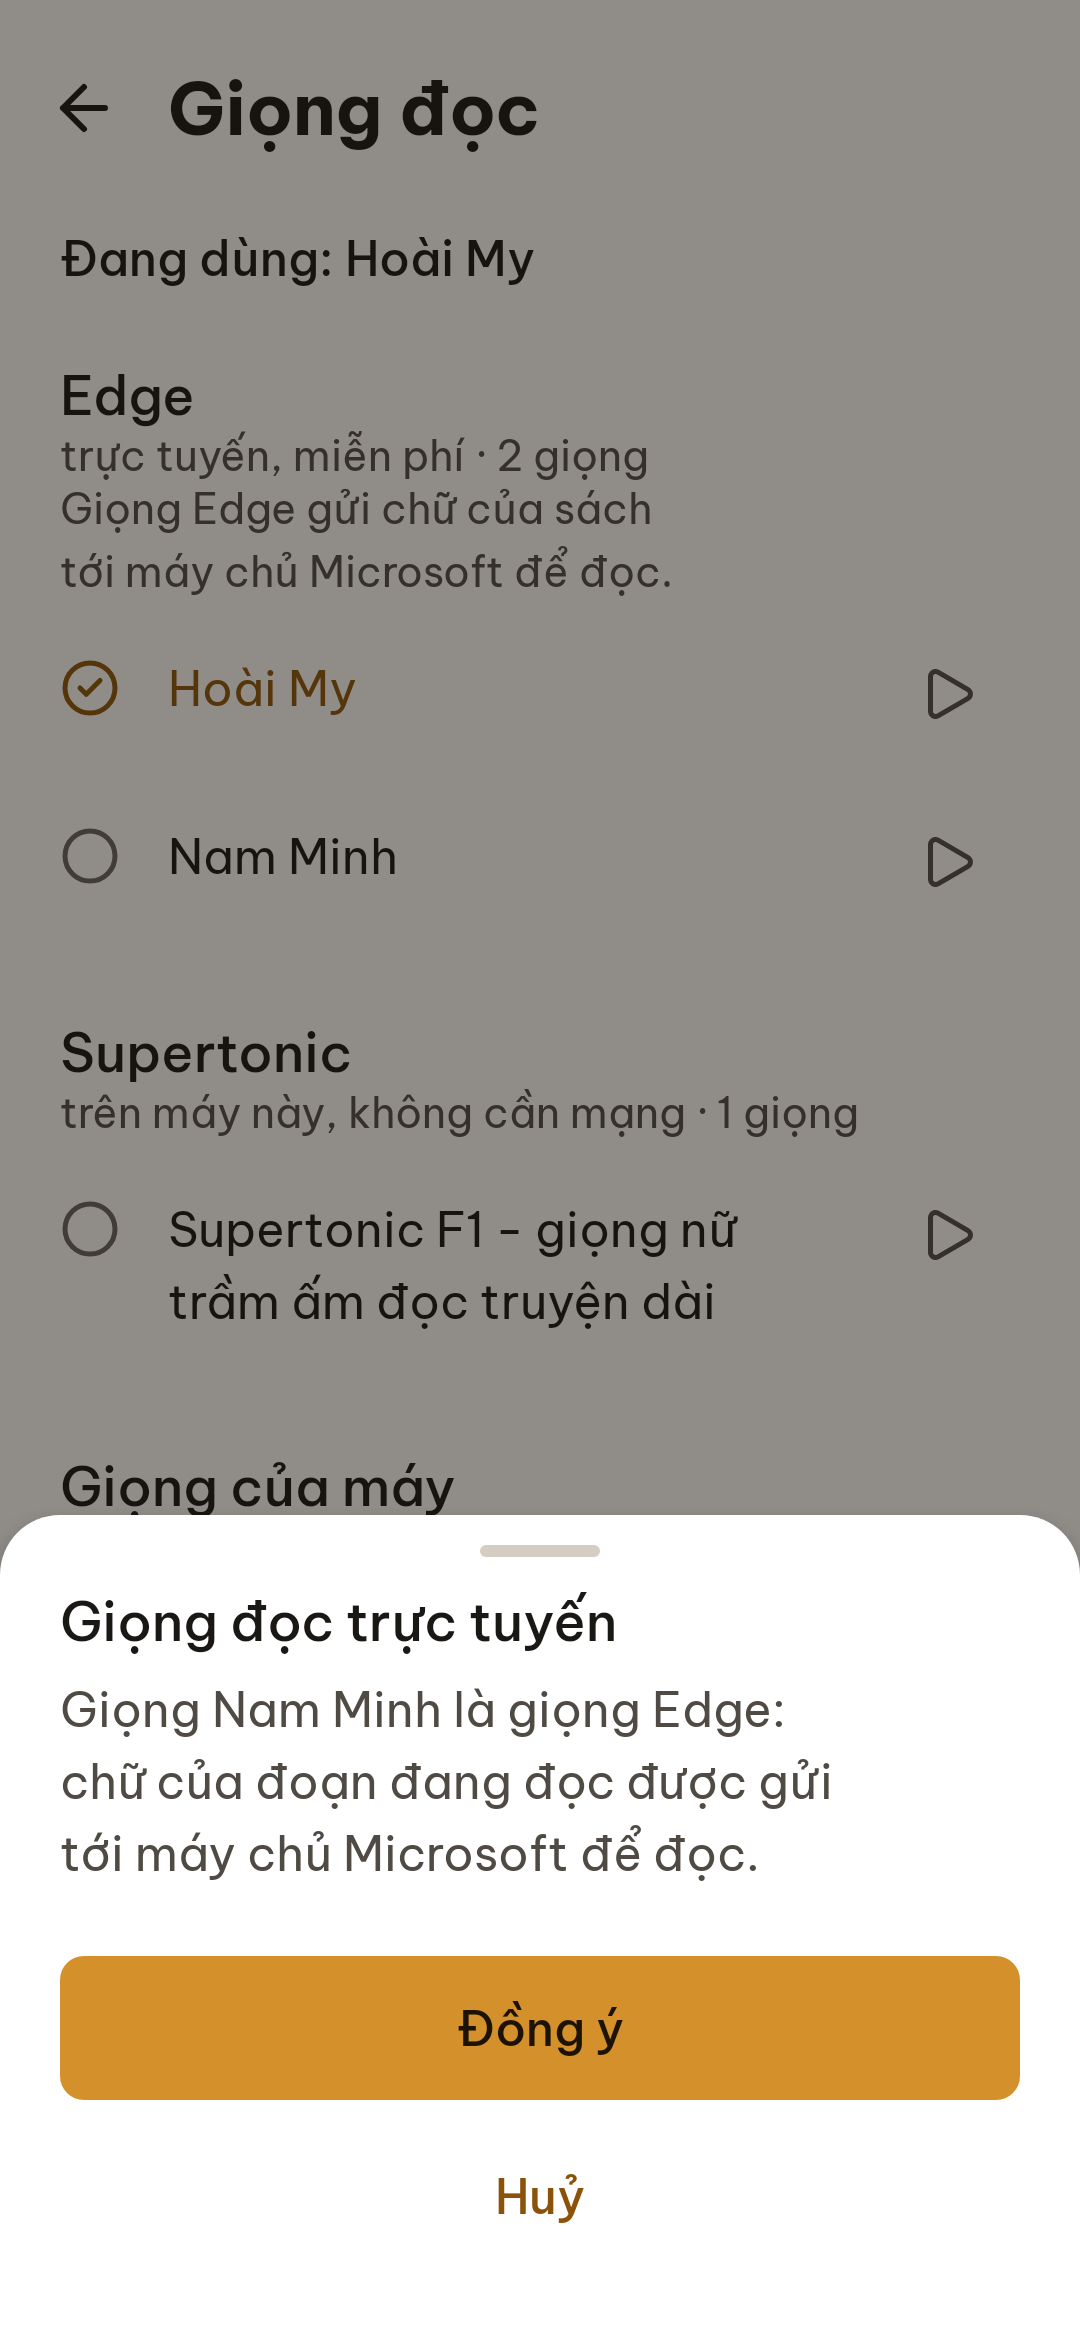 Giọng đọc
Đang dùng: Hoài My
Edge
trực tuyến, miễn phí · 2 giọng
Giọng Edge gửi chữ của sách
tới máy chủ Microsoft để đọc.
Hoài My
Nam Minh
Supertonic
trên máy này, không cần mạng · 1 giọng
Supertonic F1 - giọng nữ
trầm ấm đọc truyện dài
Giọng của máy
Giọng đọc trực tuyến
Giọng Nam Minh là giọng Edge:
chữ của đoạn đang đọc được gửi
tới máy chủ Microsoft để đọc.
Đồng ý
Huỷ